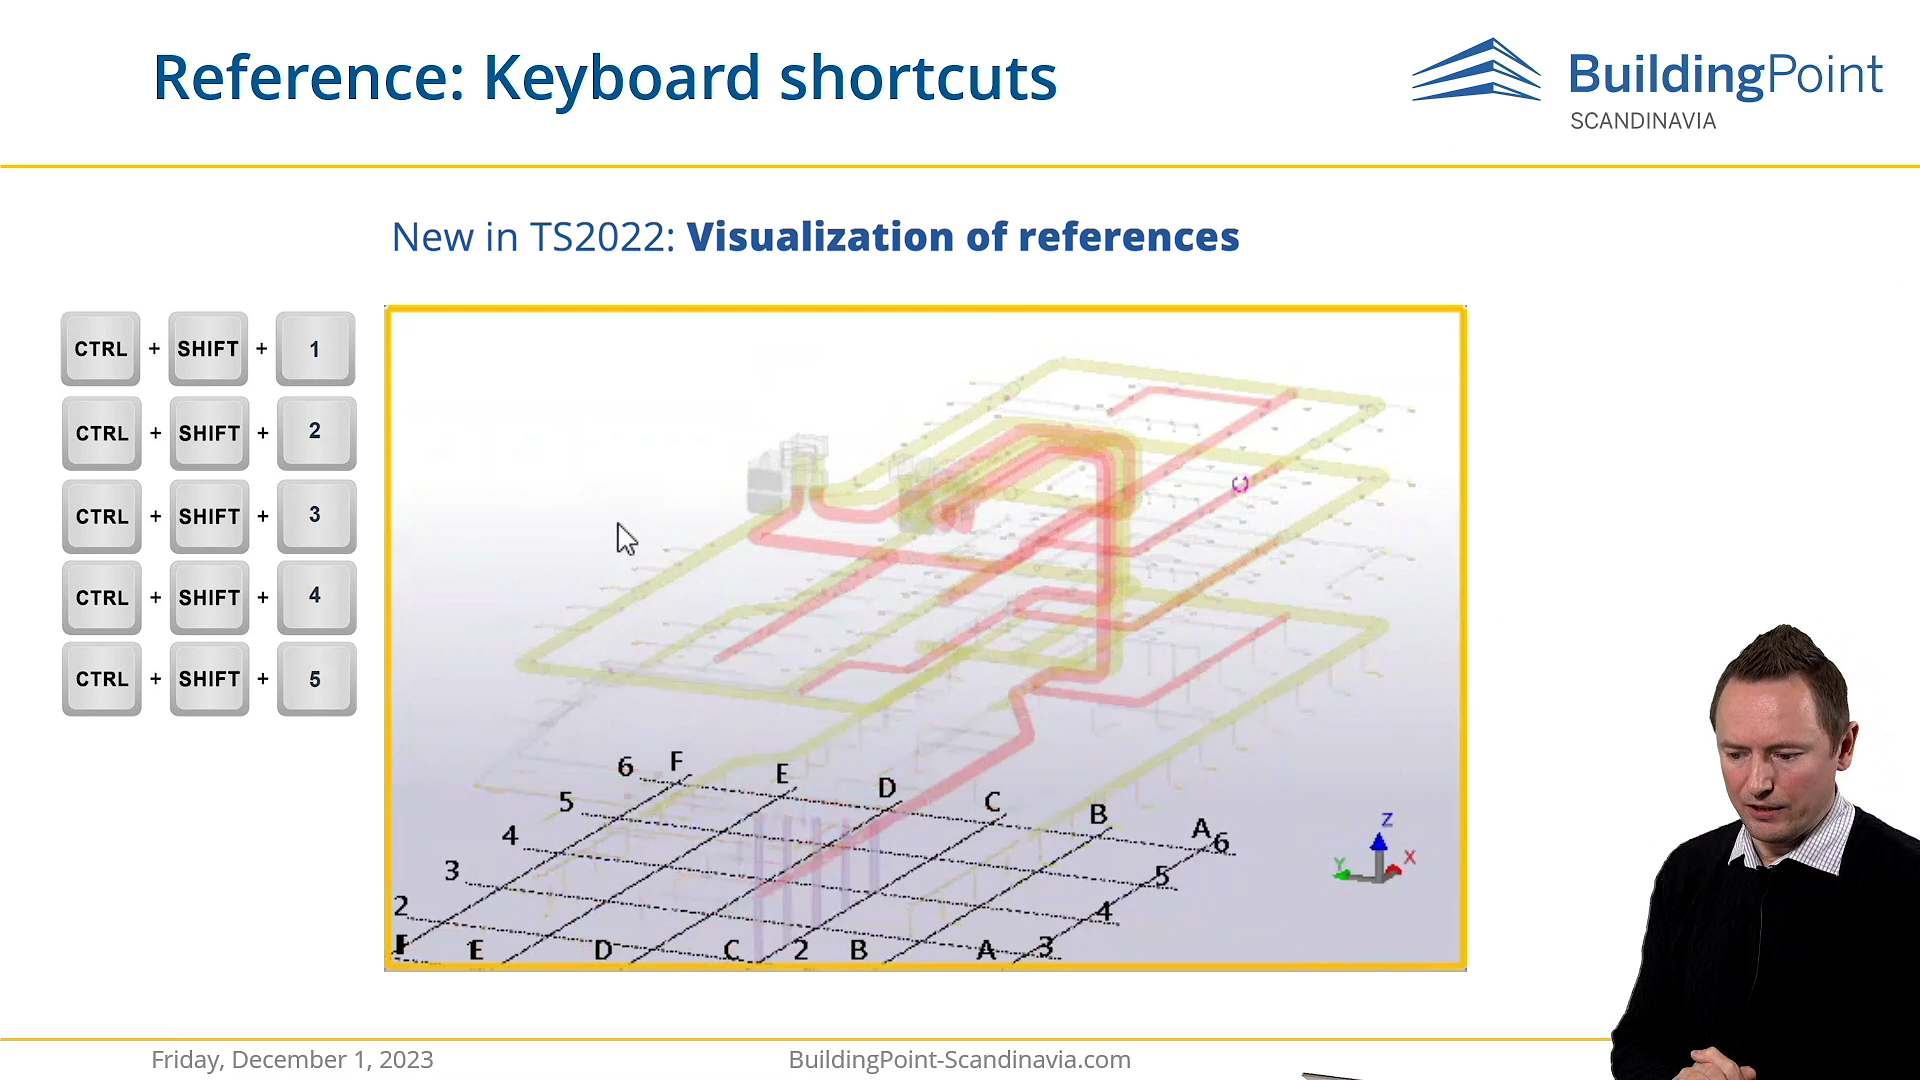 Reference: Keyboard shortcuts
BuildingPoint
SCANDINAVIA
New in TS2022: Visualization of references
CTRL + SHIFT + 1
CTRL + SHIFT + 2
CTRL + SHIFT + 3
CTRL + SHIFT + 4
CTRL + SHIFT + 5
6 F E D C B A 6
5 5
4 4
3 3
2
F E D C 2 B A
Z
Y X
Friday, December 1, 2023
BuildingPoint-Scandinavia.com